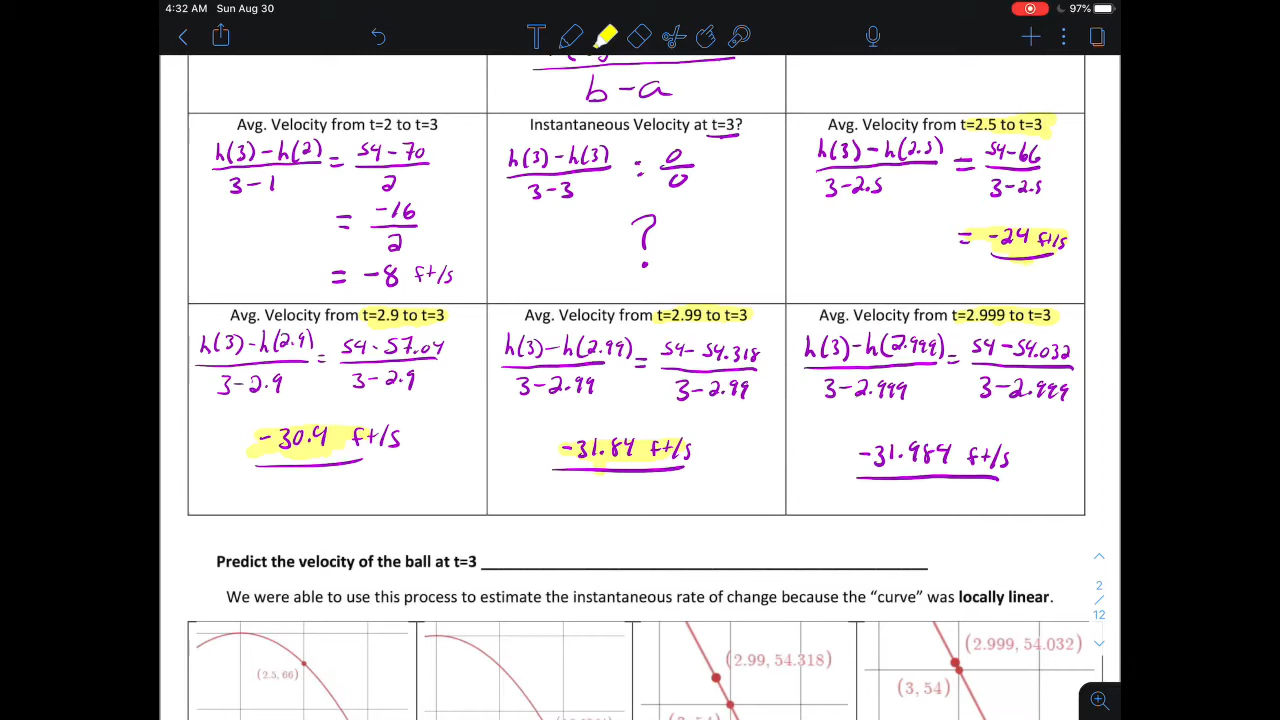 4:32 AM Sun Aug 30
97%
b - a
Avg. Velocity from t=2 to t=3
h(3) - h(2) / 3 - 1 = 54 - 70 / 2
= -16 / 2
= -8 ft/s
Instantaneous Velocity at t=3?
h(3) - h(3) / 3 - 3 : 0 / 0
?
Avg. Velocity from t=2.5 to t=3
h(3) - h(2.5) / 3 - 2.5 = 54 - 66 / 3 - 2.5
= -24 ft/s
Avg. Velocity from t=2.9 to t=3
h(3) - h(2.9) / 3 - 2.9 = 54 - 57.04 / 3 - 2.9
-30.4 ft/s
Avg. Velocity from t=2.99 to t=3
h(3) - h(2.99) / 3 - 2.99 = 54 - 54.318 / 3 - 2.99
-31.84 ft/s
Avg. Velocity from t=2.999 to t=3
h(3) - h(2.999) / 3 - 2.999 = 54 - 54.032 / 3 - 2.999
-31.984 ft/s
Predict the velocity of the ball at t=3
We were able to use this process to estimate the instantaneous rate of change because the “curve” was locally linear.
(2.5, 66)
(2.99, 54.318)
(2.999, 54.032)
(3, 54)
2
/
12